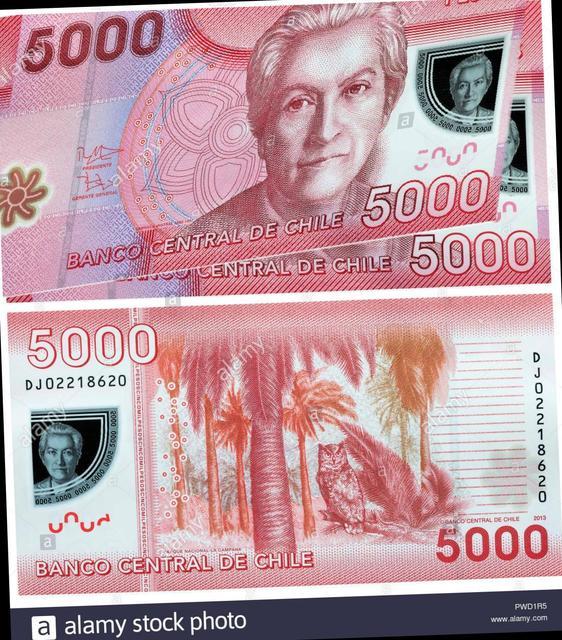 5000
PRESIDENTE
GERENTE GENERAL
BANCO CENTRAL DE CHILE
5000
CENTRAL DE CHILE
5000
5000
DJ02218620
DJ02218620
PARQUE NACIONAL LA CAMPANA
© BANCO CENTRAL DE CHILE 2013
BANCO CENTRAL DE CHILE
5000
a alamy stock photo
PWD1R5
www.alamy.com